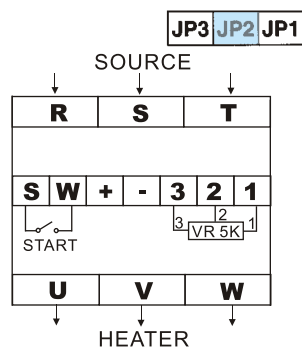 JP3 JP2 JP1
SOURCE
R S T
S W + - 3 2 1
3 2 1
VR 5K
START
U V W
HEATER